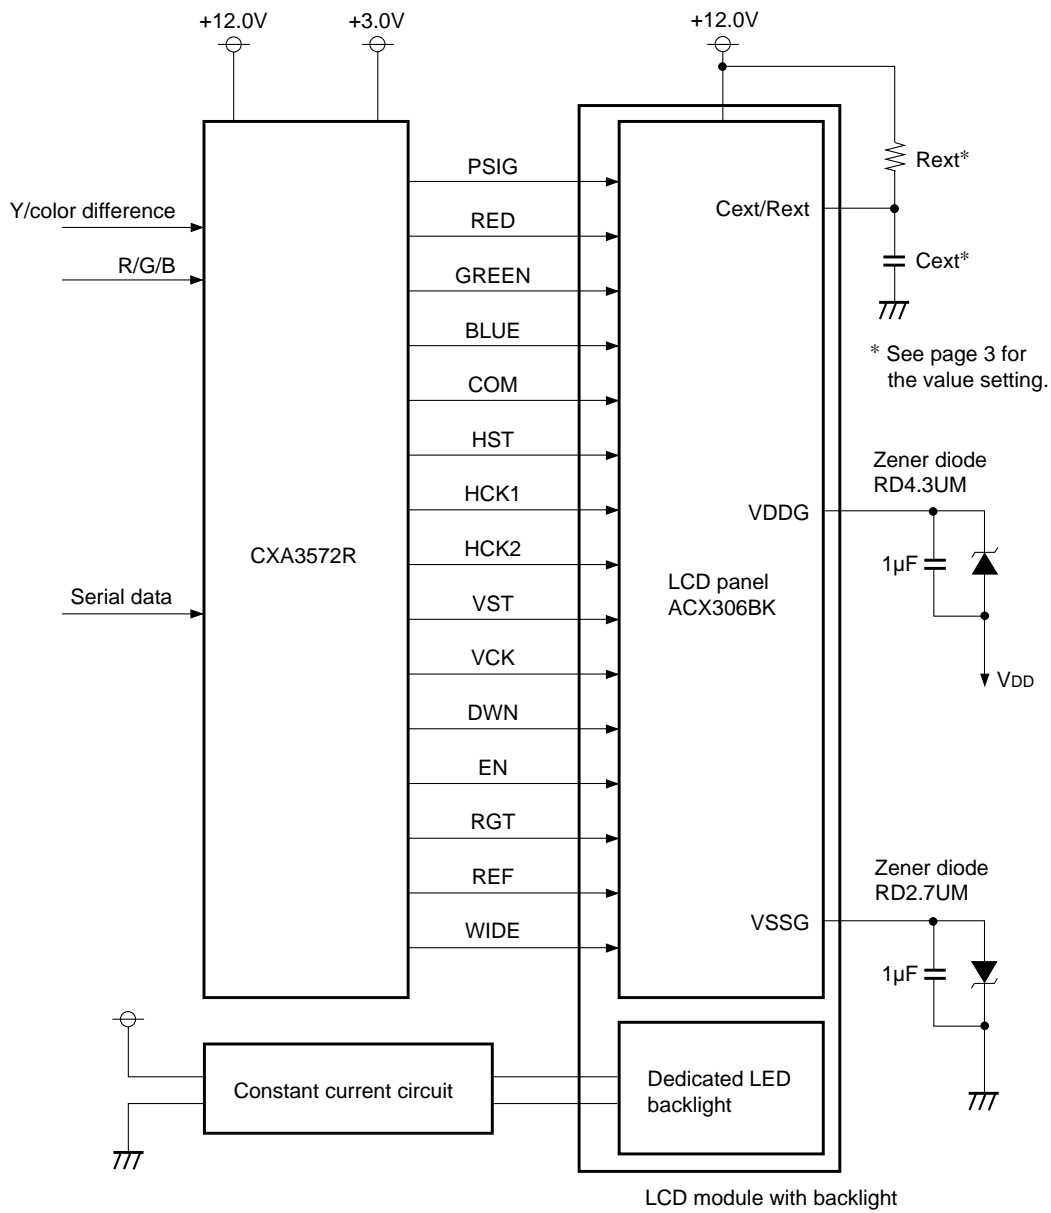 +12.0V
+3.0V
+12.0V
PSIG
Rext*
Y/color difference
Cext/Rext
RED
R/G/B
GREEN
Cext*
BLUE
* See page 3 for
the value setting.
COM
HST
Zener diode
RD4.3UM
HCK1
VDDG
CXA3572R
HCK2
1µF
LCD panel
ACX306BK
Serial data
VST
VCK
VDD
DWN
EN
RGT
Zener diode
RD2.7UM
REF
VSSG
WIDE
1µF
Constant current circuit
Dedicated LED
backlight
LCD module with backlight